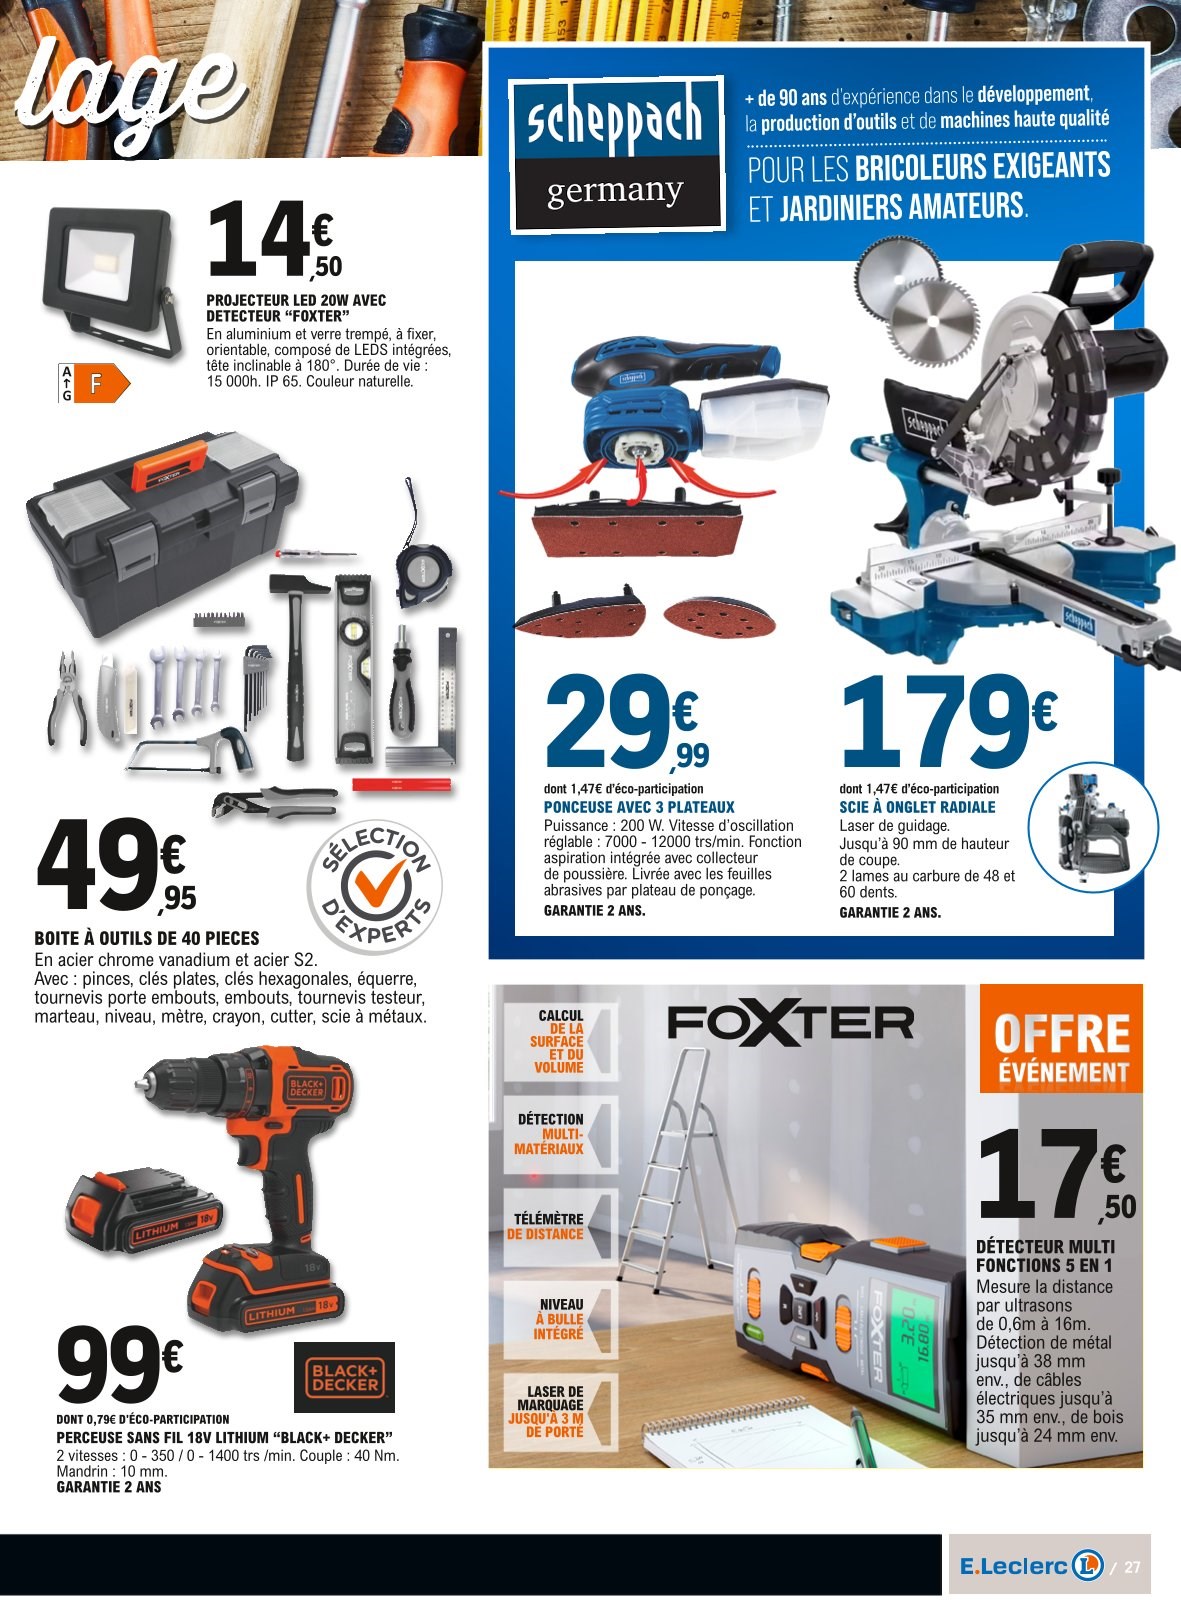 lage
14€,50
PROJECTEUR LED 20W AVEC
DETECTEUR “FOXTER”
En aluminium et verre trempé, à fixer,
orientable, composé de LEDS intégrées,
tête inclinable à 180°. Durée de vie :
15 000h. IP 65. Couleur naturelle.
A
G
F
FOXTER
49€,95
SÉLECTION
D'EXPERTS
BOITE À OUTILS DE 40 PIECES
En acier chrome vanadium et acier S2.
Avec : pinces, clés plates, clés hexagonales, équerre,
tournevis porte embouts, embouts, tournevis testeur,
marteau, niveau, mètre, crayon, cutter, scie à métaux.
BLACK+
DECKER
LITHIUM 18V
18V
LITHIUM 18V
99€
BLACK+
DECKER
DONT 0,79€ D'ÉCO-PARTICIPATION
PERCEUSE SANS FIL 18V LITHIUM “BLACK+ DECKER”
2 vitesses : 0 - 350 / 0 - 1400 trs /min. Couple : 40 Nm.
Mandrin : 10 mm.
GARANTIE 2 ANS
scheppach
germany
+ de 90 ans d'expérience dans le développement,
la production d'outils et de machines haute qualité
POUR LES BRICOLEURS EXIGEANTS
ET JARDINIERS AMATEURS.
scheppach
scheppach
scheppach
29€,99
dont 1,47€ d'éco-participation
PONCEUSE AVEC 3 PLATEAUX
Puissance : 200 W. Vitesse d'oscillation
réglable : 7000 - 12000 trs/min. Fonction
aspiration intégrée avec collecteur
de poussière. Livrée avec les feuilles
abrasives par plateau de ponçage.
GARANTIE 2 ANS.
179€
dont 1,47€ d'éco-participation
SCIE À ONGLET RADIALE
Laser de guidage.
Jusqu'à 90 mm de hauteur
de coupe.
2 lames au carbure de 48 et
60 dents.
GARANTIE 2 ANS.
FOXTER
OFFRE
ÉVÉNEMENT
CALCUL
DE LA
SURFACE
ET DU
VOLUME
DÉTECTION
MULTI-
MATÉRIAUX
TÉLÉMÈTRE
DE DISTANCE
NIVEAU
À BULLE
INTÉGRÉ
LASER DE
MARQUAGE
JUSQU'À 3 M
DE PORTÉ
FOXTER
17€,50
DÉTECTEUR MULTI
FONCTIONS 5 EN 1
Mesure la distance
par ultrasons
de 0,6m à 16m.
Détection de métal
jusqu'à 38 mm
env., de câbles
électriques jusqu'à
35 mm env., de bois
jusqu'à 24 mm env.
E.Leclerc L / 27